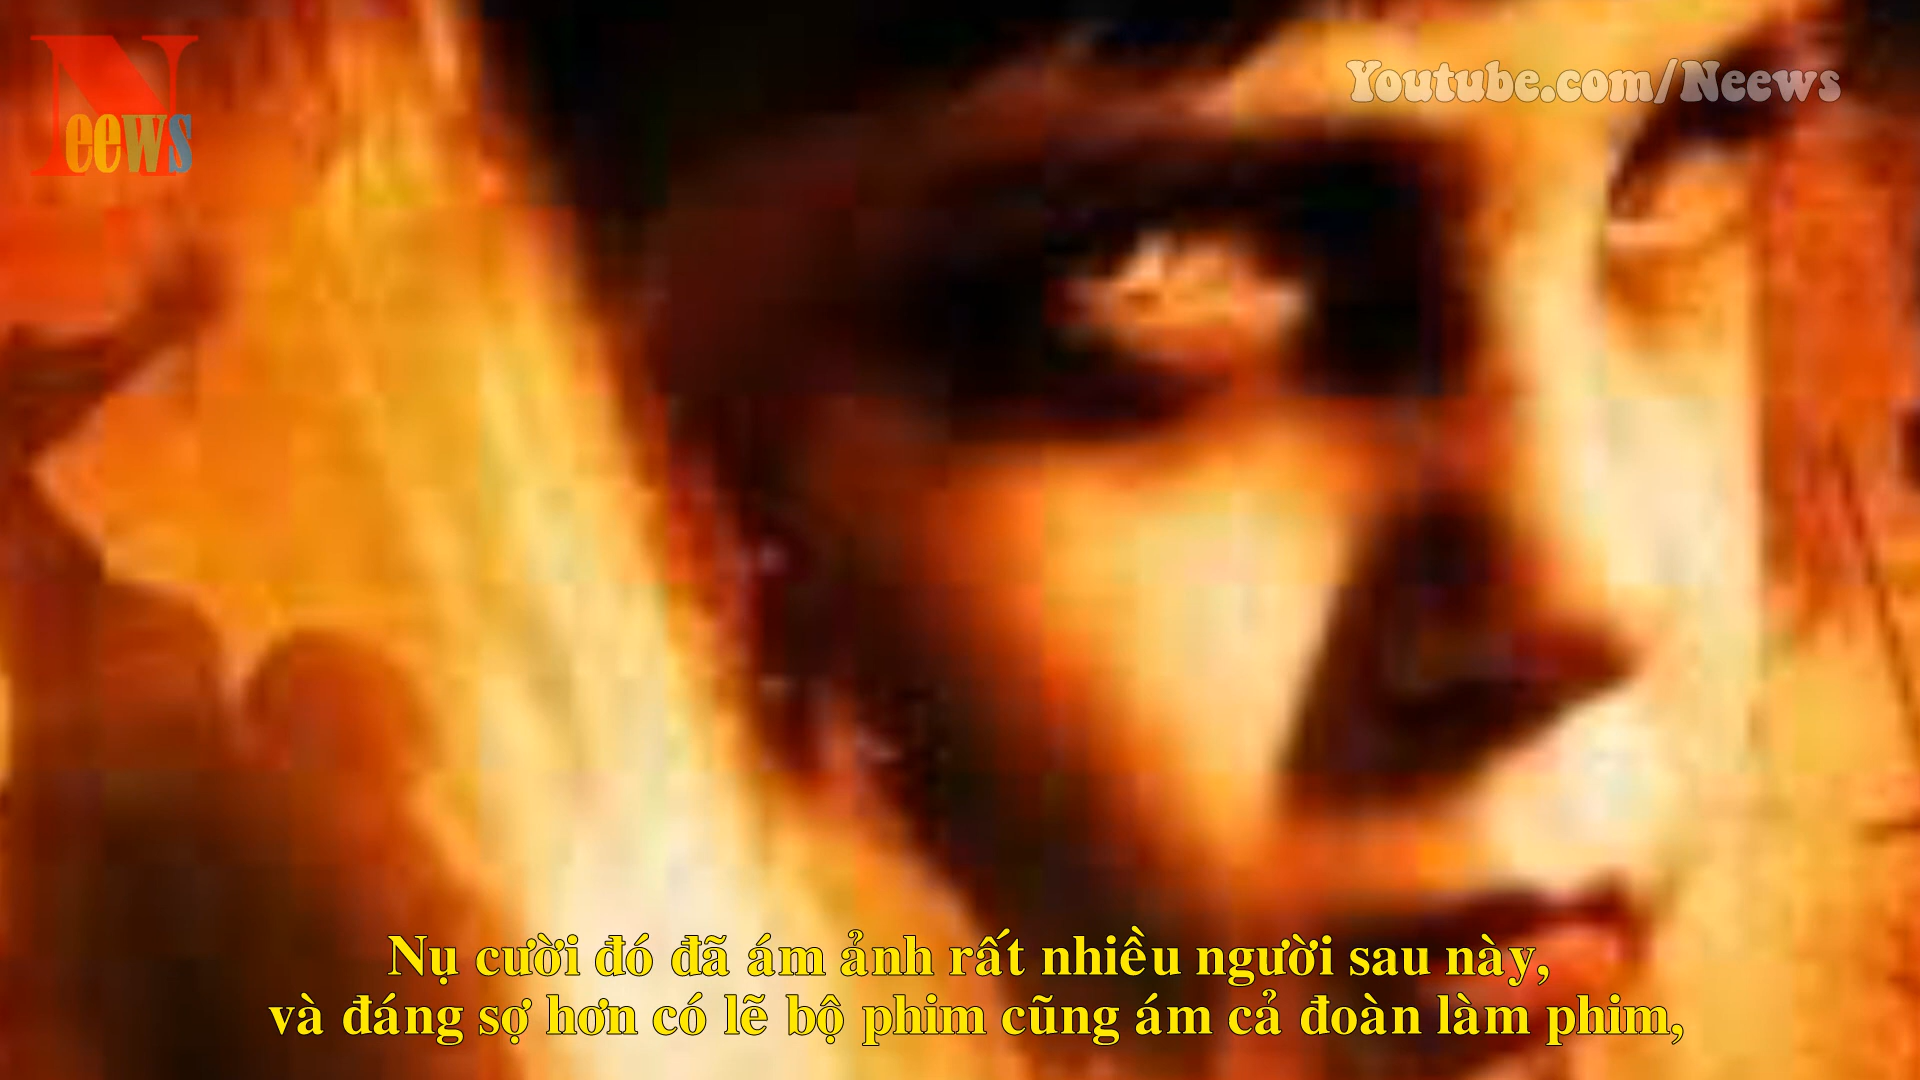 Neews
Youtube.com/Neews
Nụ cười đó đã ám ảnh rất nhiều người sau này,
và đáng sợ hơn có lẽ bộ phim cũng ám cả đoàn làm phim,